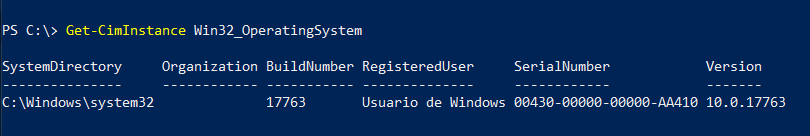 PS C:\> Get-CimInstance Win32_OperatingSystem
SystemDirectory Organization BuildNumber RegisteredUser SerialNumber Version
--------------- ------------ ----------- -------------- ------------ -------
C:\Windows\system32 17763 Usuario de Windows 00430-00000-00000-AA410 10.0.17763